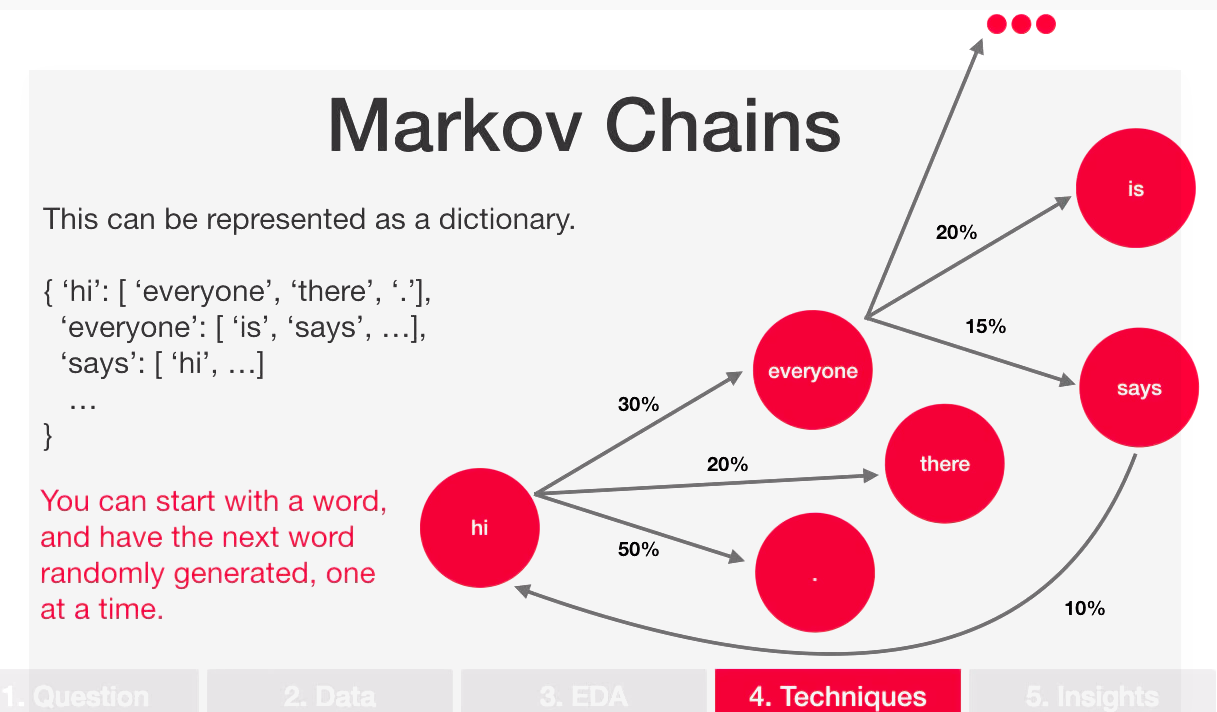 Markov Chains
This can be represented as a dictionary.
{ ‘hi’: [ ‘everyone’, ‘there’, ‘.’],
‘everyone’: [ ‘is’, ‘says’, …],
‘says’: [ ‘hi’, …]
…
}
You can start with a word,
and have the next word
randomly generated, one
at a time.
is
20%
15%
everyone
says
30%
there
20%
hi
50%
.
10%
1. Question
2. Data
3. EDA
4. Techniques
5. Insights